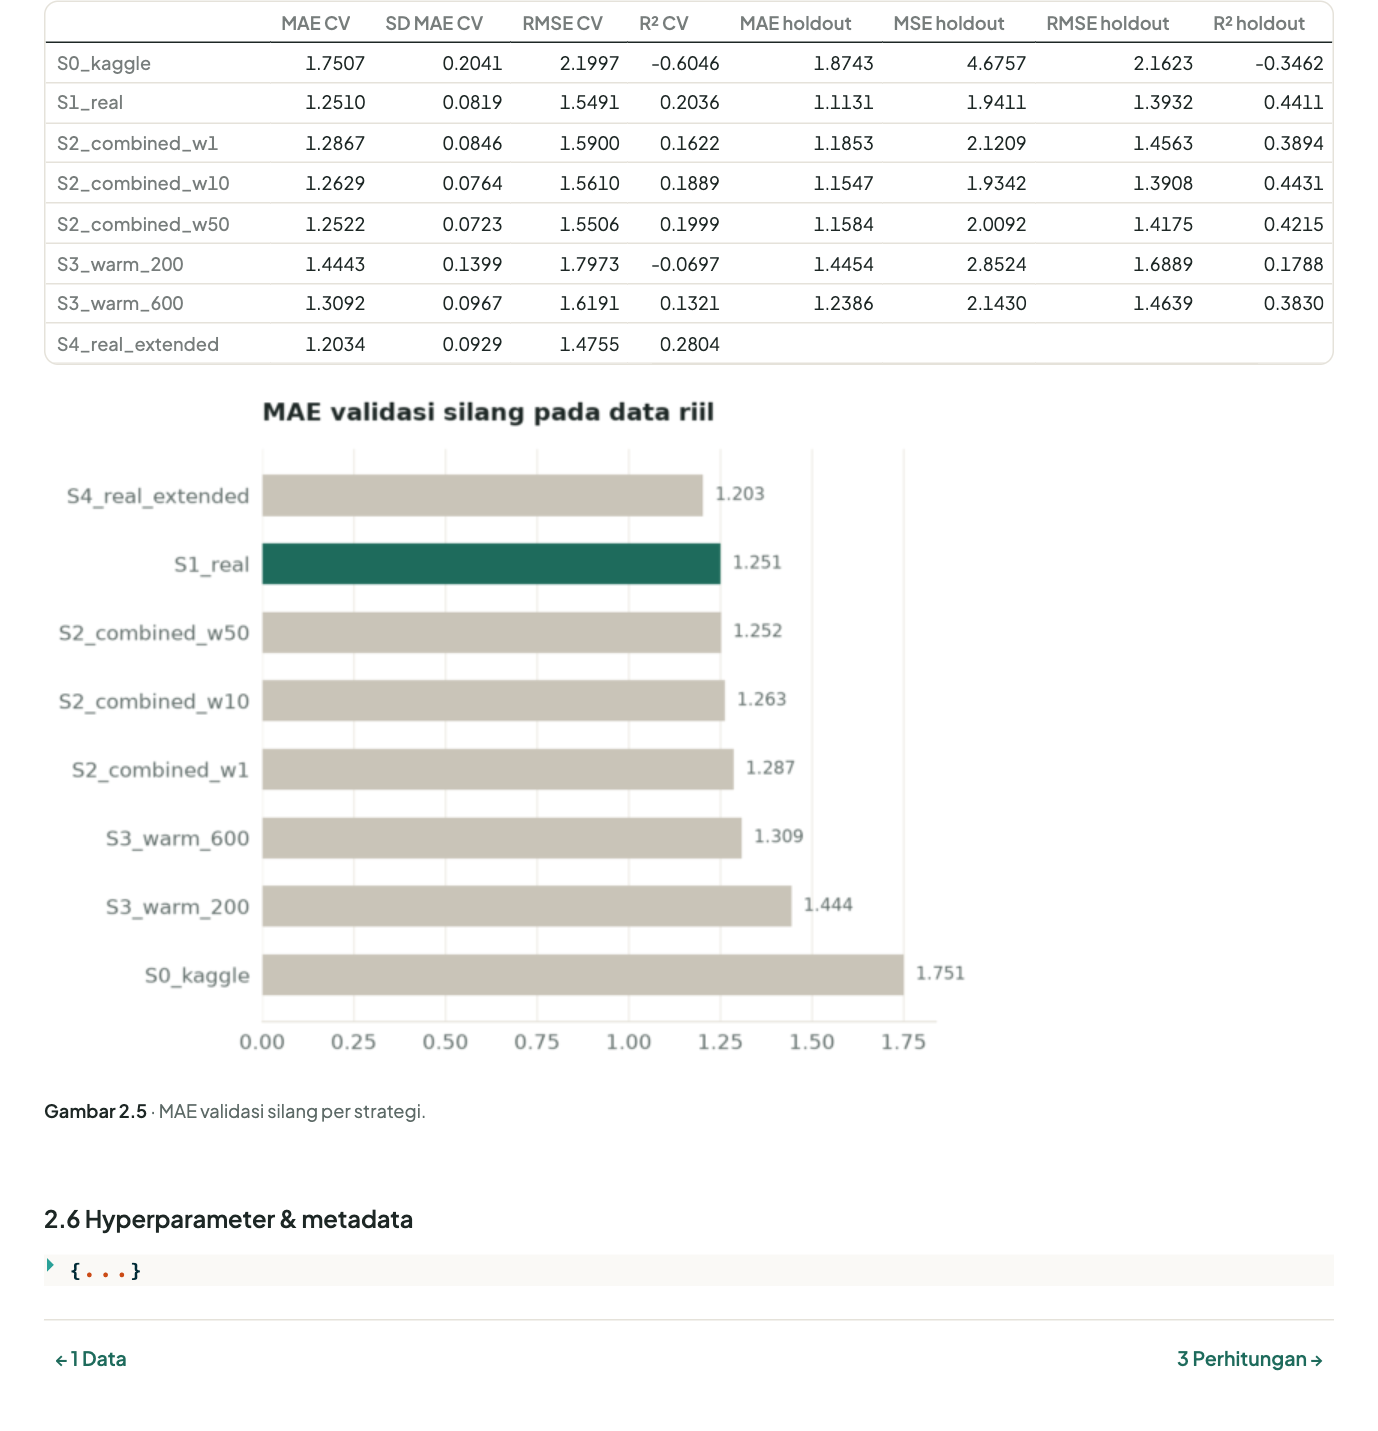 MAE CV SD MAE CV RMSE CV R² CV MAE holdout MSE holdout RMSE holdout R² holdout
S0_kaggle 1.7507 0.2041 2.1997 -0.6046 1.8743 4.6757 2.1623 -0.3462
S1_real 1.2510 0.0819 1.5491 0.2036 1.1131 1.9411 1.3932 0.4411
S2_combined_w1 1.2867 0.0846 1.5900 0.1622 1.1853 2.1209 1.4563 0.3894
S2_combined_w10 1.2629 0.0764 1.5610 0.1889 1.1547 1.9342 1.3908 0.4431
S2_combined_w50 1.2522 0.0723 1.5506 0.1999 1.1584 2.0092 1.4175 0.4215
S3_warm_200 1.4443 0.1399 1.7973 -0.0697 1.4454 2.8524 1.6889 0.1788
S3_warm_600 1.3092 0.0967 1.6191 0.1321 1.2386 2.1430 1.4639 0.3830
S4_real_extended 1.2034 0.0929 1.4755 0.2804
MAE validasi silang pada data riil
S4_real_extended 1.203
S1_real 1.251
S2_combined_w50 1.252
S2_combined_w10 1.263
S2_combined_w1 1.287
S3_warm_600 1.309
S3_warm_200 1.444
S0_kaggle 1.751
0.00 0.25 0.50 0.75 1.00 1.25 1.50 1.75
Gambar 2.5 · MAE validasi silang per strategi.
2.6 Hyperparameter & metadata
{...}
← 1 Data
3 Perhitungan →